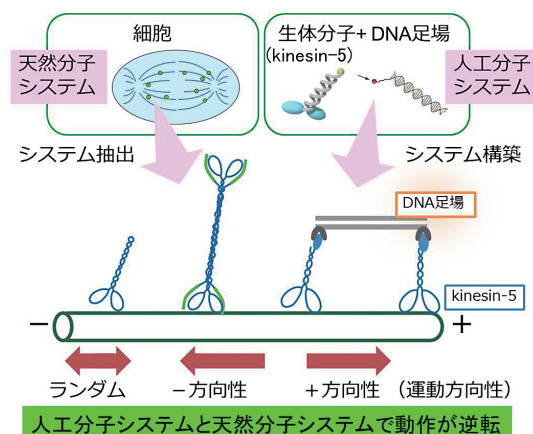 細胞
生体分子+DNA足場
(kinesin-5)
天然分子
システム
人工分子
システム
システム抽出
システム構築
DNA足場
kinesin-5
−
+
ランダム
−方向性
+方向性
(運動方向性)
人工分子システムと天然分子システムで動作が逆転